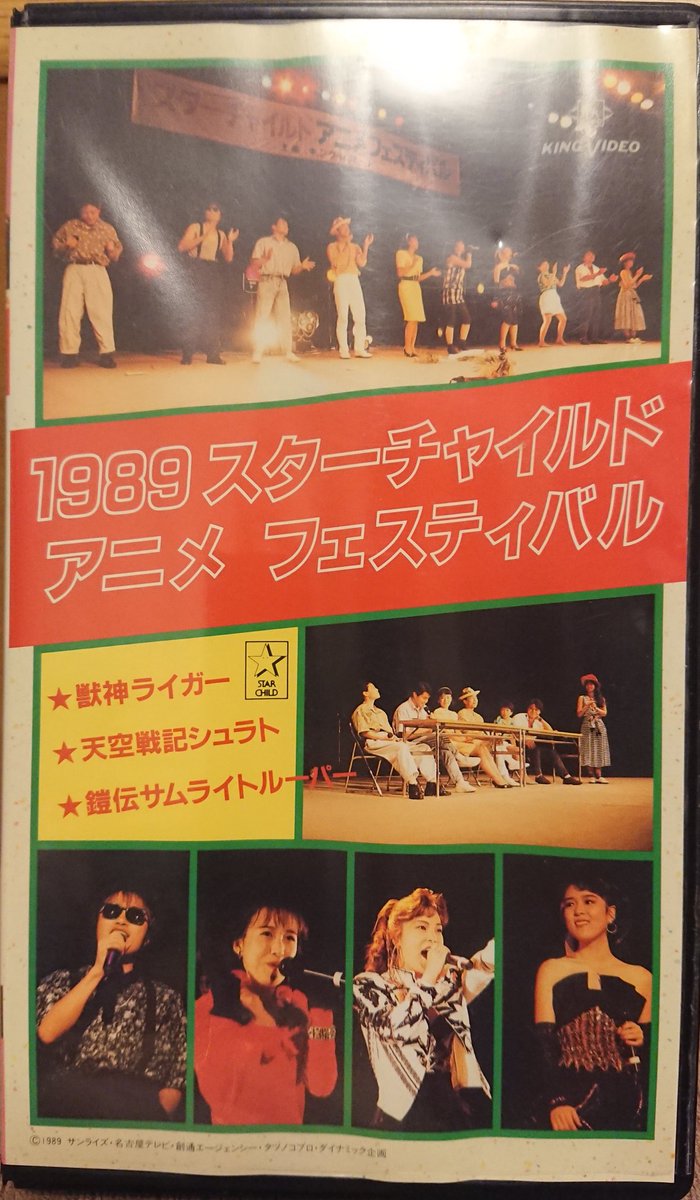 スターチャイルド アニメフェスティバル
KING VIDEO
1989 スターチャイルド
アニメ フェスティバル
STAR
CHILD
★獣神ライガー
★天空戦記シュラト
★鎧伝サムライトルーパー
©1989 サンライズ・名古屋テレビ・創通エージェンシー・タツノコプロ・ダイナミック企画